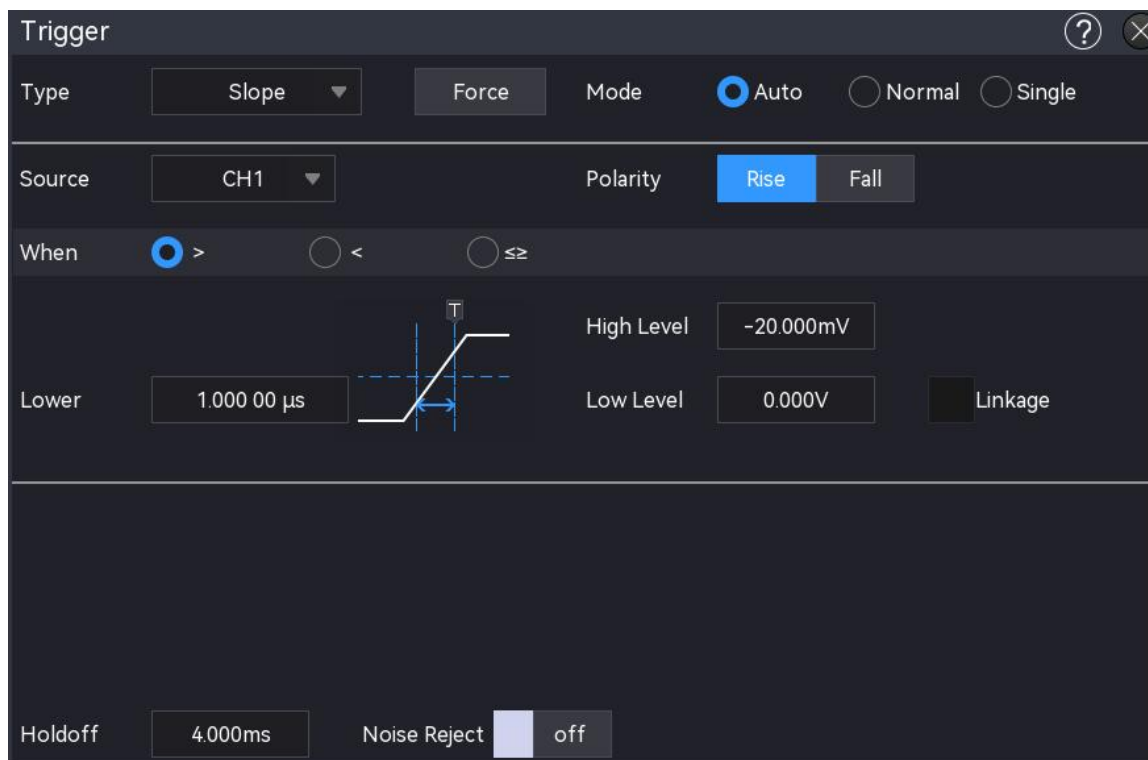 Trigger ?
Type Slope Force Mode Auto Normal Single
Source CH1 Polarity Rise Fall
When > < ≤≥
T
High Level -20.000mV
Lower 1.000 00 µs Low Level 0.000V Linkage
Holdoff 4.000ms Noise Reject off